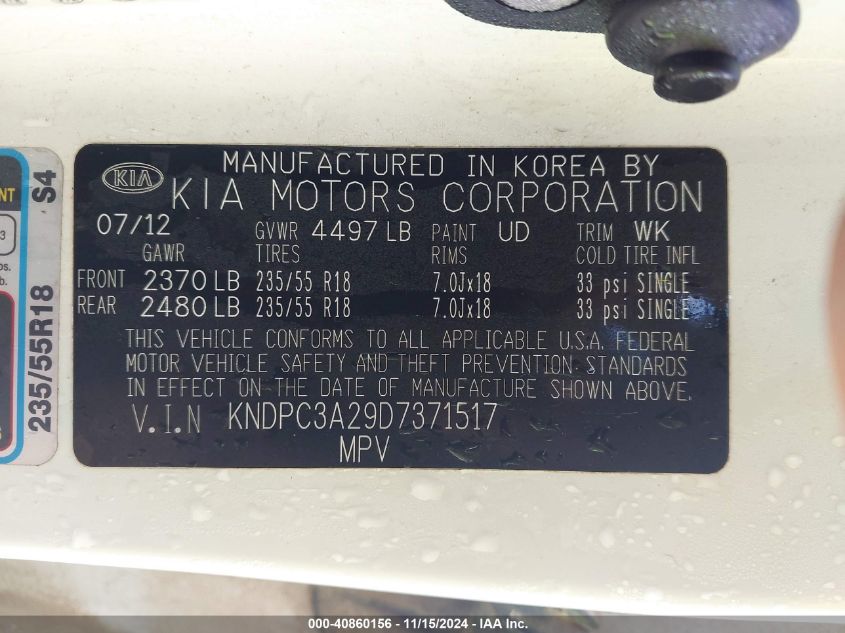 MANUFACTURED IN KOREA BY
KIA KIA MOTORS CORPORATION
07/12 GVWR 4497 LB PAINT UD TRIM WK
GAWR TIRES RIMS COLD TIRE INFL
FRONT 2370 LB 235/55 R18 7.0Jx18 33 psi SINGLE
REAR 2480 LB 235/55 R18 7.0Jx18 33 psi SINGLE
THIS VEHICLE CONFORMS TO ALL APPLICABLE U.S.A. FEDERAL
MOTOR VEHICLE SAFETY AND THEFT PREVENTION STANDARDS
IN EFFECT ON THE DATE OF MANUFACTURE SHOWN ABOVE.
V.I.N KNDPC3A29D7371517
MPV
235/55R18 S4
NT
3
000-40860156 - 11/15/2024 - IAA Inc.